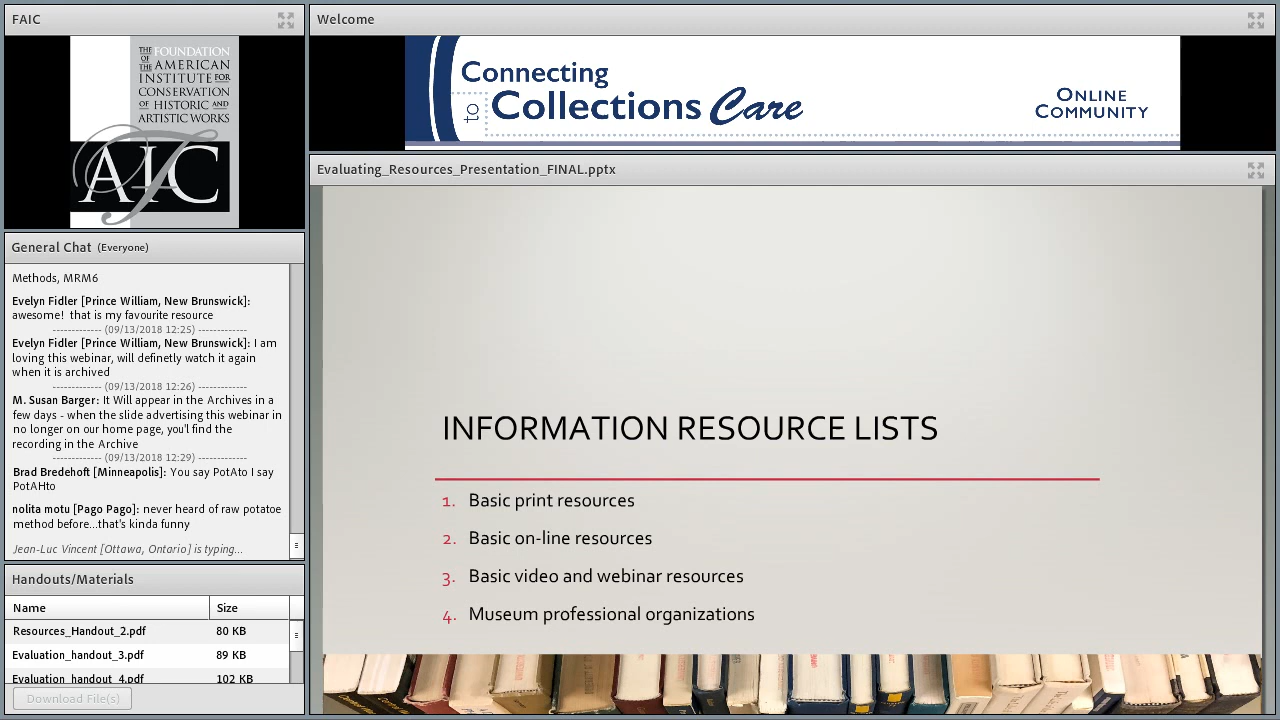 FAIC
THE FOUNDATION
OF THE AMERICAN
INSTITUTE FOR
CONSERVATION
OF HISTORIC AND
ARTISTIC WORKS
AIC
Welcome
Connecting
to Collections Care
ONLINE
COMMUNITY
General Chat (Everyone)
Methods, MRM6
Evelyn Fidler [Prince William, New Brunswick]:
awesome! that is my favourite resource
------------- (09/13/2018 12:25) -------------
Evelyn Fidler [Prince William, New Brunswick]: I am
loving this webinar, will definetly watch it again
when it is archived
------------- (09/13/2018 12:26) -------------
M. Susan Barger: It Will appear in the Archives in a
few days - when the slide advertising this webinar in
no longer on our home page, you'l find the
recording in the Archive
------------- (09/13/2018 12:29) -------------
Brad Bredehoft [Minneapolis]: You say PotAto I say
PotAHto
nolita motu [Pago Pago]: never heard of raw potatoe
method before...that's kinda funny
Jean-Luc Vincent [Ottawa, Ontario] is typing...
Handouts/Materials
Name Size
Resources_Handout_2.pdf 80 KB
Evaluation_handout_3.pdf 89 KB
Evaluation_handout_4.pdf 102 KB
Download File(s)
Evaluating_Resources_Presentation_FINAL.pptx
INFORMATION RESOURCE LISTS
1. Basic print resources
2. Basic on-line resources
3. Basic video and webinar resources
4. Museum professional organizations